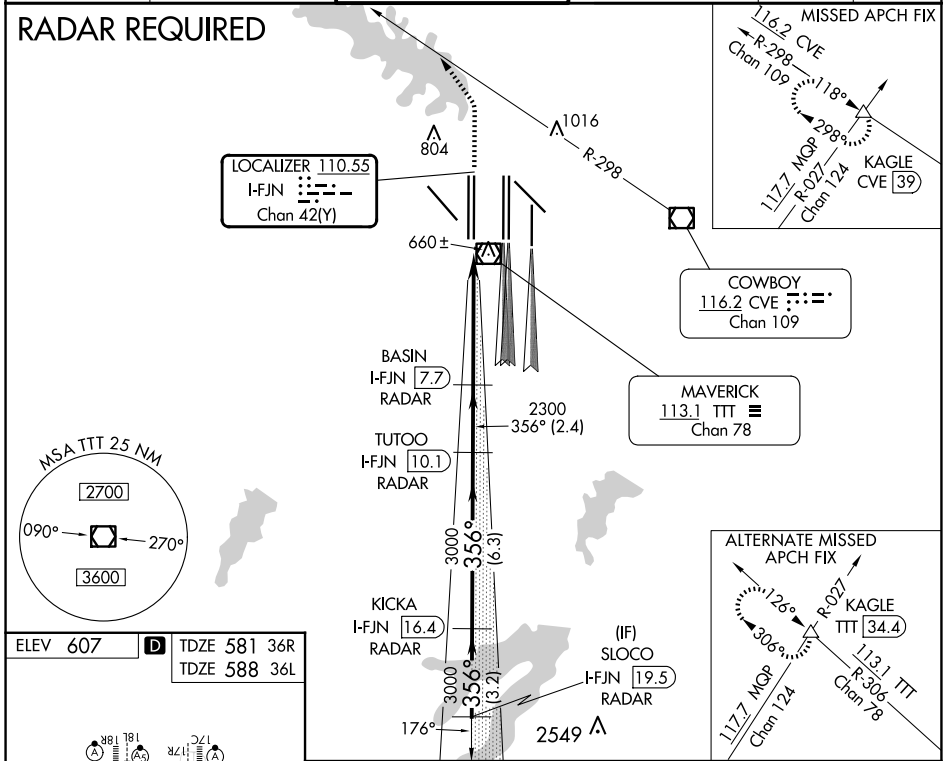 RADAR REQUIRED
MISSED APCH FIX
116.2 CVE
R-298
Chan 109
118°
298°
117.7 MQP
R-027
Chan 124
KAGLE
CVE 39
1016
804
R-298
LOCALIZER 110.55
I-FJN
Chan 42(Y)
660±
COWBOY
116.2 CVE
Chan 109
MAVERICK
113.1 TTT
Chan 78
BASIN
I-FJN 7.7
RADAR
2300
356° (2.4)
TUTOO
I-FJN 10.1
RADAR
MSA TTT 25 NM
2700
090°
270°
3600
3000
356°
(6.3)
KICKA
I-FJN 16.4
RADAR
(IF)
SLOCO
I-FJN 19.5
RADAR
3000
356°
(3.2)
176°
2549
ALTERNATE MISSED
APCH FIX
126°
306°
R-027
KAGLE
TTT 34.4
113.1 TTT
R-306
Chan 78
117.7 MQP
Chan 124
ELEV 607
D
TDZE 581 36R
TDZE 588 36L
A
18R
18L
A5
17R
17C
A